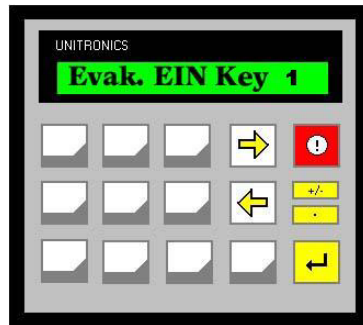 UNITRONICS
Evak. EIN Key 1
!
+/-
.